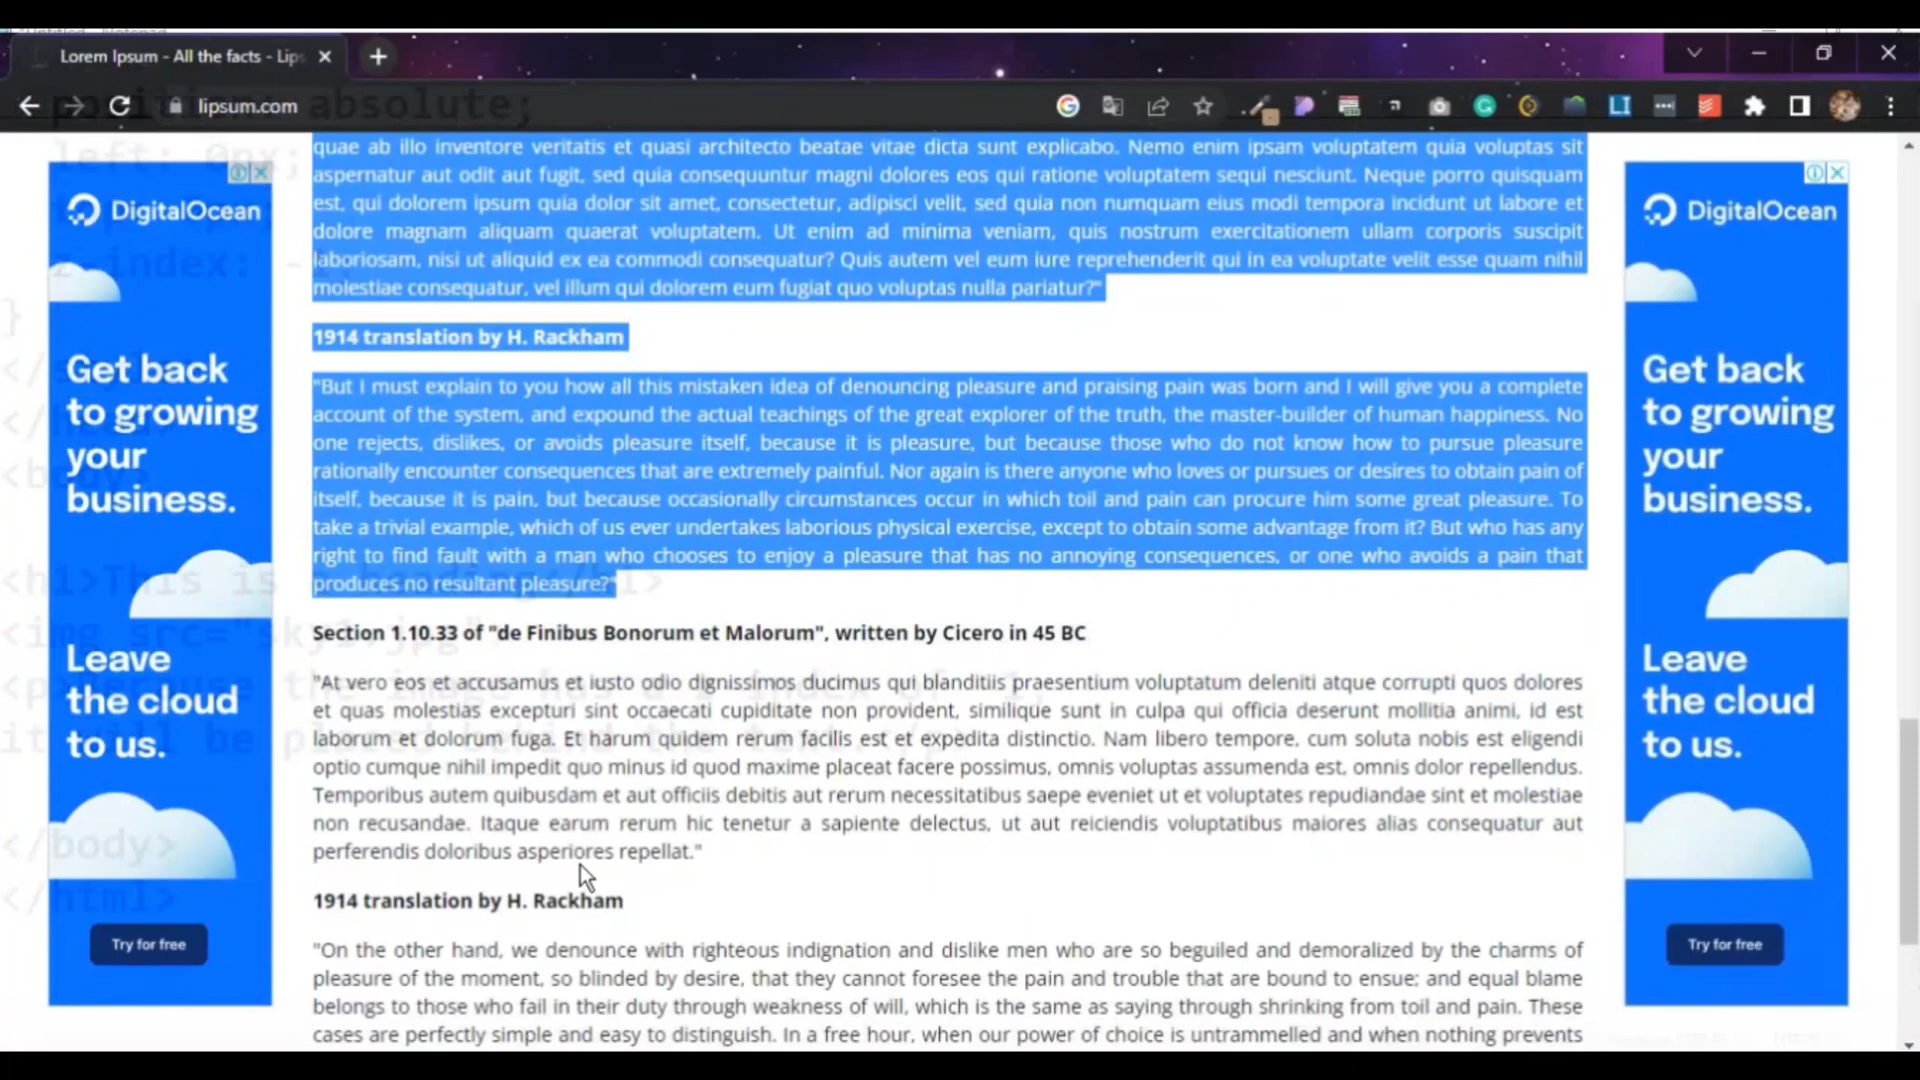 Untitled - Notepad
Lorem Ipsum - All the facts - Lips
lipsum.com
position: absolute;
left: 0px;
z-index: -1
}
<body>
<h1>This is
<img src="sky1.jpg"
it will be placed behind the text.</p>
</body>
</html>
DigitalOcean
Get back
to growing
your
business.
Leave
the cloud
to us.
Try for free
quae ab illo inventore veritatis et quasi architecto beatae vitae dicta sunt explicabo. Nemo enim ipsam voluptatem quia voluptas sit
aspernatur aut odit aut fugit, sed quia consequuntur magni dolores eos qui ratione voluptatem sequi nesciunt. Neque porro quisquam
est, qui dolorem ipsum quia dolor sit amet, consectetur, adipisci velit, sed quia non numquam eius modi tempora incidunt ut labore et
dolore magnam aliquam quaerat voluptatem. Ut enim ad minima veniam, quis nostrum exercitationem ullam corporis suscipit
laboriosam, nisi ut aliquid ex ea commodi consequatur? Quis autem vel eum iure reprehenderit qui in ea voluptate velit esse quam nihil
molestiae consequatur, vel illum qui dolorem eum fugiat quo voluptas nulla pariatur?"
1914 translation by H. Rackham
"But I must explain to you how all this mistaken idea of denouncing pleasure and praising pain was born and I will give you a complete
account of the system, and expound the actual teachings of the great explorer of the truth, the master-builder of human happiness. No
one rejects, dislikes, or avoids pleasure itself, because it is pleasure, but because those who do not know how to pursue pleasure
rationally encounter consequences that are extremely painful. Nor again is there anyone who loves or pursues or desires to obtain pain of
itself, because it is pain, but because occasionally circumstances occur in which toil and pain can procure him some great pleasure. To
take a trivial example, which of us ever undertakes laborious physical exercise, except to obtain some advantage from it? But who has any
right to find fault with a man who chooses to enjoy a pleasure that has no annoying consequences, or one who avoids a pain that
produces no resultant pleasure?"
Section 1.10.33 of "de Finibus Bonorum et Malorum", written by Cicero in 45 BC
"At vero eos et accusamus et iusto odio dignissimos ducimus qui blanditiis praesentium voluptatum deleniti atque corrupti quos dolores
et quas molestias excepturi sint occaecati cupiditate non provident, similique sunt in culpa qui officia deserunt mollitia animi, id est
laborum et dolorum fuga. Et harum quidem rerum facilis est et expedita distinctio. Nam libero tempore, cum soluta nobis est eligendi
optio cumque nihil impedit quo minus id quod maxime placeat facere possimus, omnis voluptas assumenda est, omnis dolor repellendus.
Temporibus autem quibusdam et aut officiis debitis aut rerum necessitatibus saepe eveniet ut et voluptates repudiandae sint et molestiae
non recusandae. Itaque earum rerum hic tenetur a sapiente delectus, ut aut reiciendis voluptatibus maiores alias consequatur aut
perferendis doloribus asperiores repellat."
1914 translation by H. Rackham
"On the other hand, we denounce with righteous indignation and dislike men who are so beguiled and demoralized by the charms of
pleasure of the moment, so blinded by desire, that they cannot foresee the pain and trouble that are bound to ensue; and equal blame
belongs to those who fail in their duty through weakness of will, which is the same as saying through shrinking from toil and pain. These
cases are perfectly simple and easy to distinguish. In a free hour, when our power of choice is untrammelled and when nothing prevents
DigitalOcean
Get back
to growing
your
business.
Leave
the cloud
to us.
Try for free